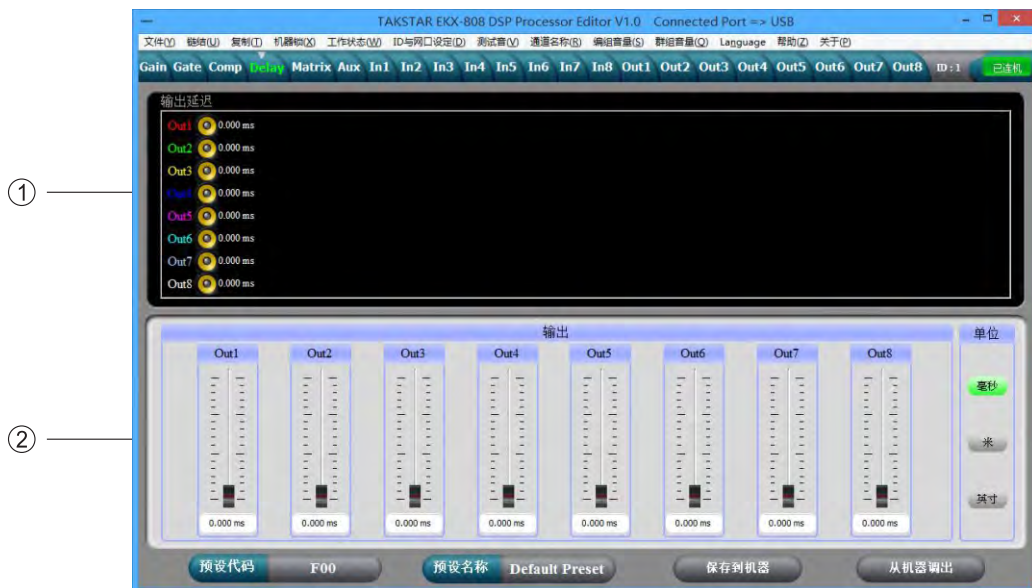 TAKSTAR EKX-808 DSP Processor Editor V1.0 Connected Port => USB
文件(Y) 链结(U) 复制(T) 机器锁(X) 工作状态(W) ID与网口设定(D) 测试音(V) 通道名称(R) 编组音量(S) 群组音量(Q) Language 帮助(Z) 关于(P)
Gain Gate Comp Delay Matrix Aux In1 In2 In3 In4 In5 In6 In7 In8 Out1 Out2 Out3 Out4 Out5 Out6 Out7 Out8 ID:1 已连机
输出延迟
Out1 0.000 ms
Out2 0.000 ms
Out3 0.000 ms
① Out4 0.000 ms
Out5 0.000 ms
Out6 0.000 ms
Out7 0.000 ms
Out8 0.000 ms
输出 单位
Out1 Out2 Out3 Out4 Out5 Out6 Out7 Out8
毫秒
② 米
英寸
0.000 ms 0.000 ms 0.000 ms 0.000 ms 0.000 ms 0.000 ms 0.000 ms 0.000 ms
预设代码 F00 预设名称 Default Preset 保存到机器 从机器调出